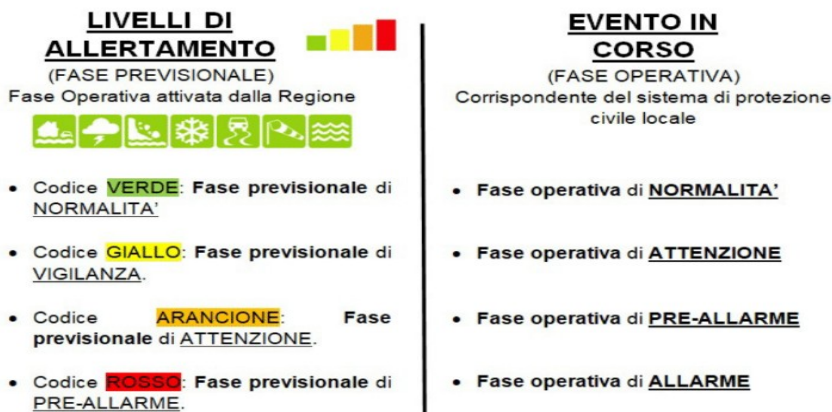 LIVELLI DI
ALLERTAMENTO
(FASE PREVISIONALE)
Fase Operativa attivata dalla Regione
• Codice VERDE: Fase previsionale di
NORMALITA'
• Codice GIALLO: Fase previsionale di
VIGILANZA.
• Codice ARANCIONE: Fase
previsionale di ATTENZIONE.
• Codice ROSSO: Fase previsionale di
PRE-ALLARME.
EVENTO IN
CORSO
(FASE OPERATIVA)
Corrispondente del sistema di protezione
civile locale
• Fase operativa di NORMALITA'
• Fase operativa di ATTENZIONE
• Fase operativa di PRE-ALLARME
• Fase operativa di ALLARME